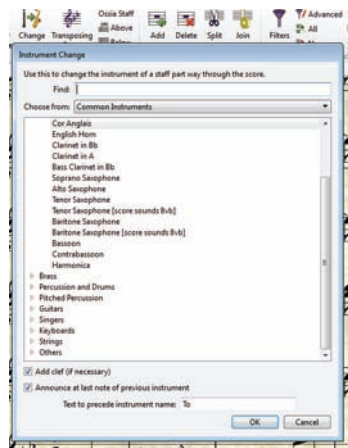 Ossia Staff
Advanced
Above
All
Change Transposing Add Delete Split Join Filters
Instrument Change
Use this to change the instrument of a staff part way through the score.
Find:
Choose from: Common Instruments
Cor Anglais
English Horn
Clarinet in Bb
Clarinet in A
Bass Clarinet in Bb
Soprano Saxophone
Alto Saxophone
Tenor Saxophone
Tenor Saxophone [score sounds 8vb]
Baritone Saxophone
Baritone Saxophone [score sounds 8vb]
Bassoon
Contrabassoon
Harmonica
Brass
Percussion and Drums
Pitched Percussion
Guitars
Singers
Keyboards
Strings
Others
Add clef (if necessary)
Announce at last note of previous instrument
Text to precede instrument name: To
OK Cancel